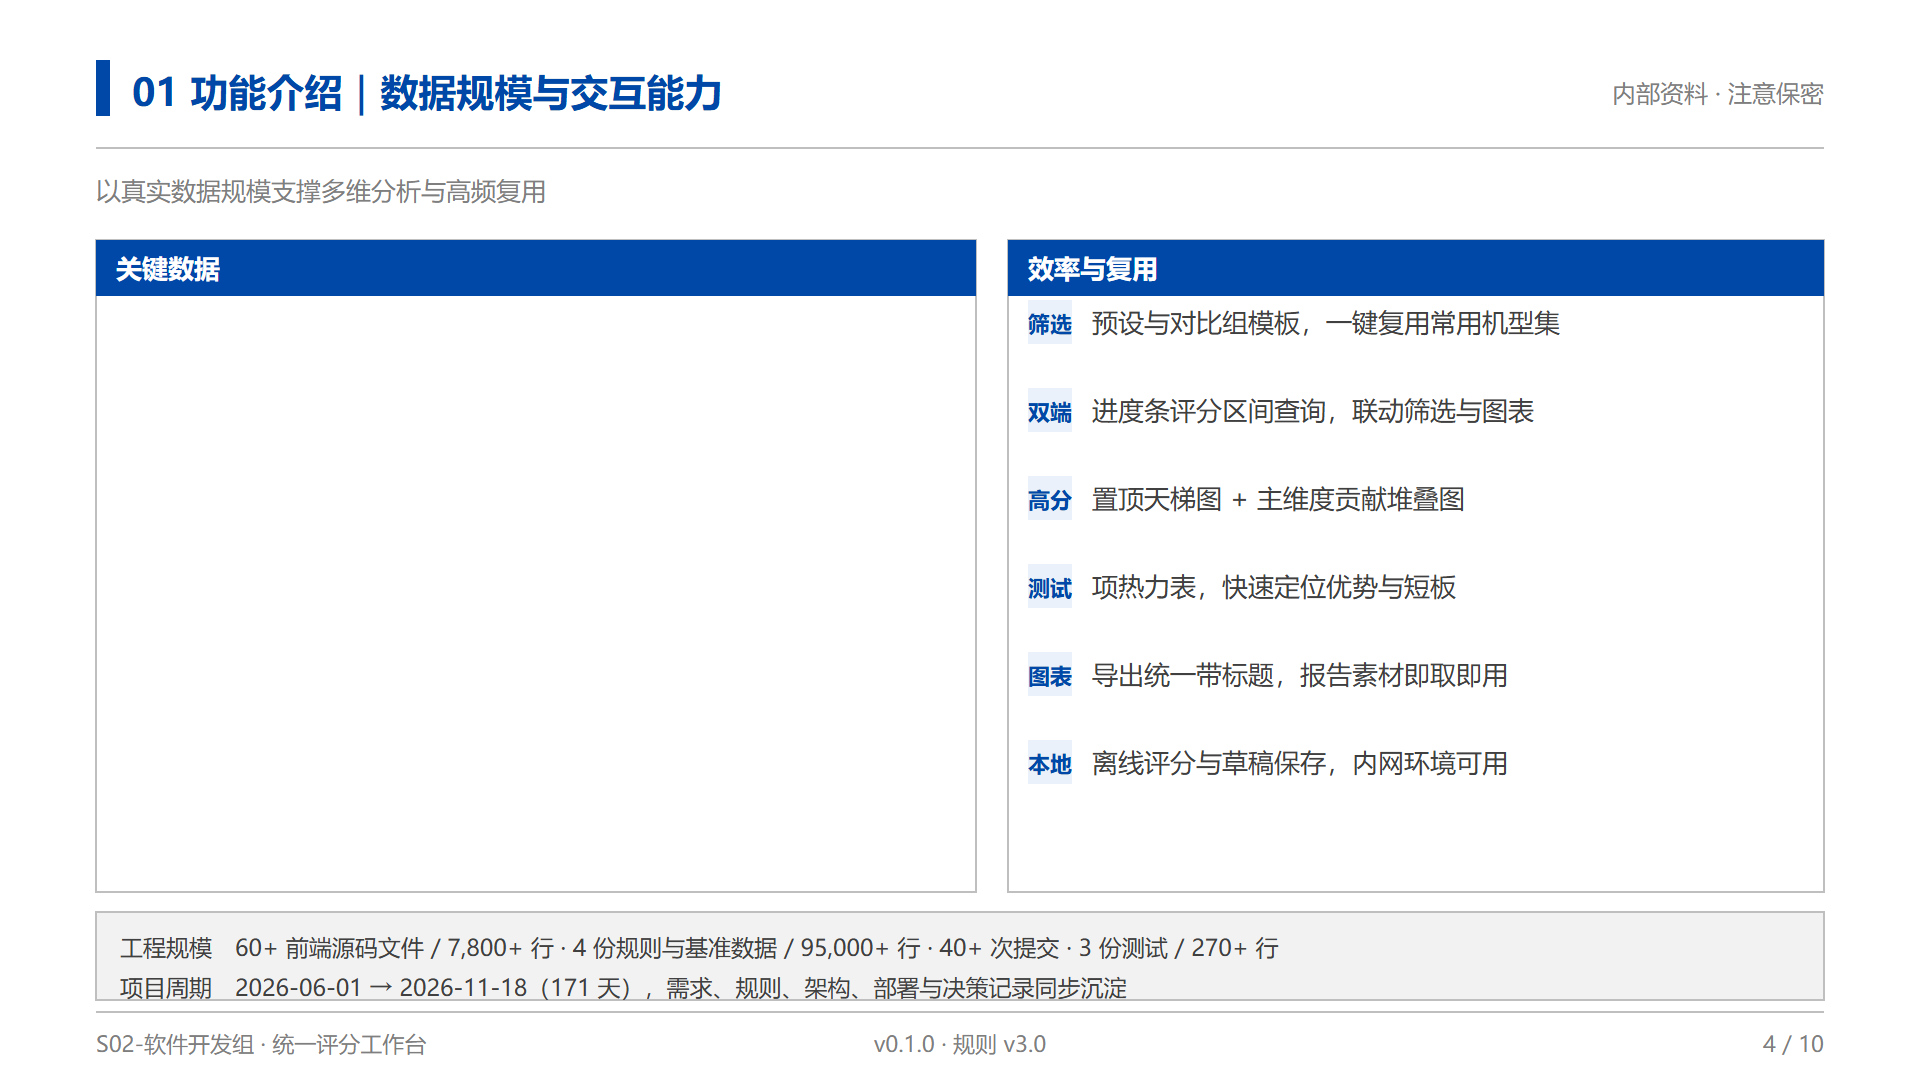 01 功能介绍｜数据规模与交互能力
内部资料 · 注意保密
以真实数据规模支撑多维分析与高频复用
关键数据
效率与复用
筛选 预设与对比组模板，一键复用常用机型集
双端 进度条评分区间查询，联动筛选与图表
高分 置顶天梯图 + 主维度贡献堆叠图
测试 项热力表，快速定位优势与短板
图表 导出统一带标题，报告素材即取即用
本地 离线评分与草稿保存，内网环境可用
工程规模 60+ 前端源码文件 / 7,800+ 行 · 4 份规则与基准数据 / 95,000+ 行 · 40+ 次提交 · 3 份测试 / 270+ 行
项目周期 2026-06-01 → 2026-11-18（171 天），需求、规则、架构、部署与决策记录同步沉淀
S02-软件开发组 · 统一评分工作台
v0.1.0 · 规则 v3.0
4 / 10